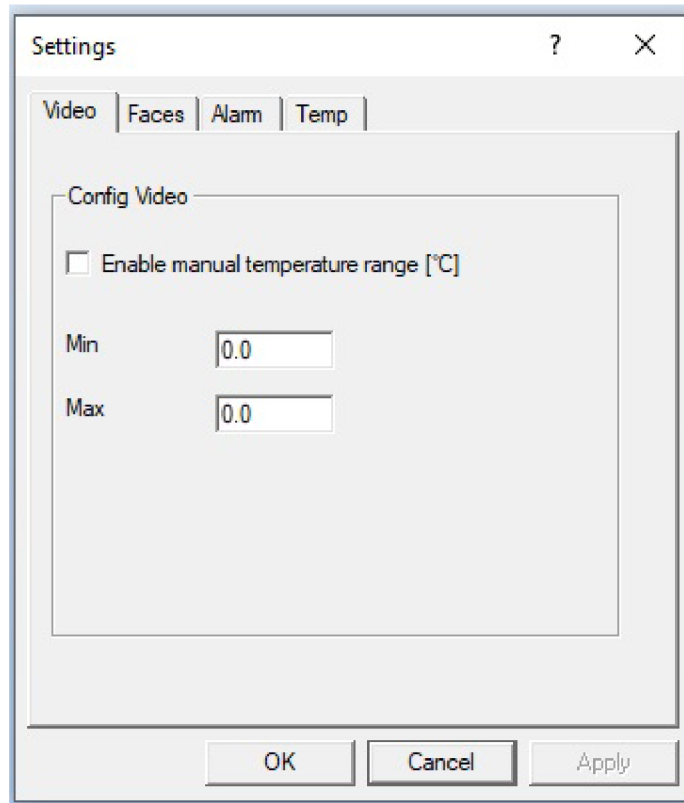 Settings
Video Faces Alarm Temp
Config Video
Enable manual temperature range [°C]
Min 0.0
Max 0.0
OK Cancel Apply